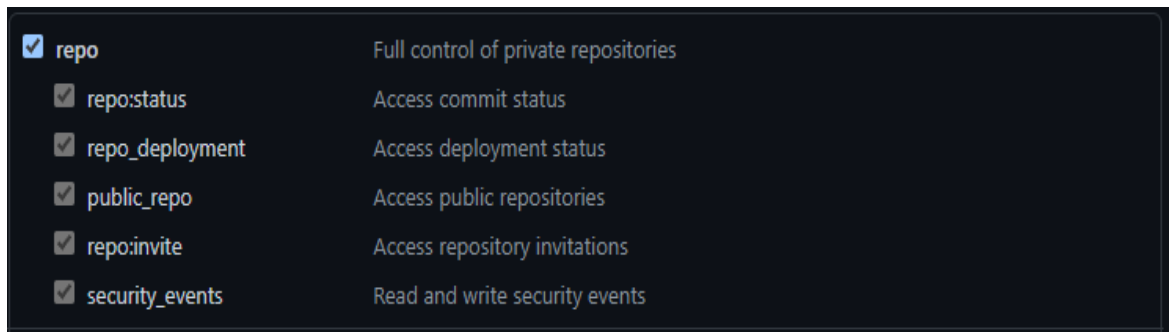 repo Full control of private repositories
repo:status Access commit status
repo_deployment Access deployment status
public_repo Access public repositories
repo:invite Access repository invitations
security_events Read and write security events